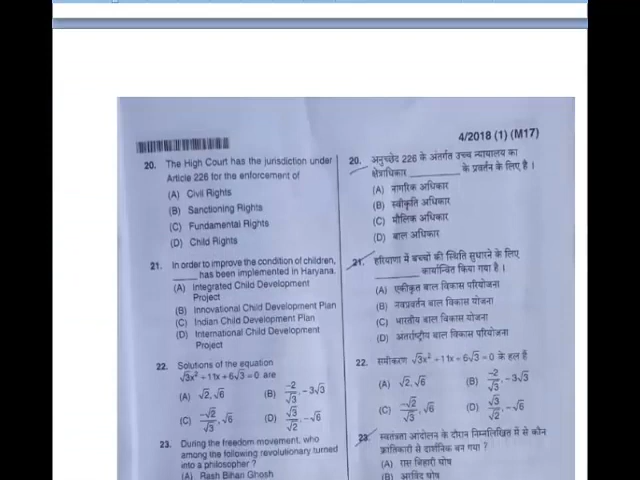 4/2018 (1) (M17)
20. The High Court has the jurisdiction under
Article 226 for the enforcement of
(A) Civil Rights
(B) Sanctioning Rights
(C) Fundamental Rights
(D) Child Rights
21. In order to improve the condition of children,
______ has been implemented in Haryana.
(A) Integrated Child Development
Project
(B) Innovational Child Development Plan
(C) Indian Child Development Plan
(D) International Child Development
Project
22. Solutions of the equation
√3x² + 11x + 6√3 = 0 are
(A) √2, √6 (B) -2/√3, -3√3
(C) -√2/√3, √6 (D) √3/√2, -√6
23. During the freedom movement, who
among the following revolutionary turned
into a philosopher ?
(A) Rash Bihari Ghosh
20. अनुच्छेद 226 के अंतर्गत उच्च न्यायालय का
क्षेत्राधिकार ________ के प्रवर्तन के लिए है ।
(A) नागरिक अधिकार
(B) स्वीकृति अधिकार
(C) मौलिक अधिकार
(D) बाल अधिकार
21. हरियाणा में बच्चों की स्थिति सुधारने के लिए
________ कार्यान्वित किया गया है ।
(A) एकीकृत बाल विकास परियोजना
(B) नवप्रवर्तन बाल विकास योजना
(C) भारतीय बाल विकास योजना
(D) अंतर्राष्ट्रीय बाल विकास परियोजना
22. समीकरण √3x² + 11x + 6√3 = 0 के हल हैं
(A) √2, √6 (B) -2/√3, -3√3
(C) -√2/√3, √6 (D) √3/√2, -√6
23. स्वतंत्रता आंदोलन के दौरान निम्नलिखित में से कौन
क्रांतिकारी से दार्शनिक बन गया ?
(A) रास बिहारी घोष
(B) अरविंद घोष